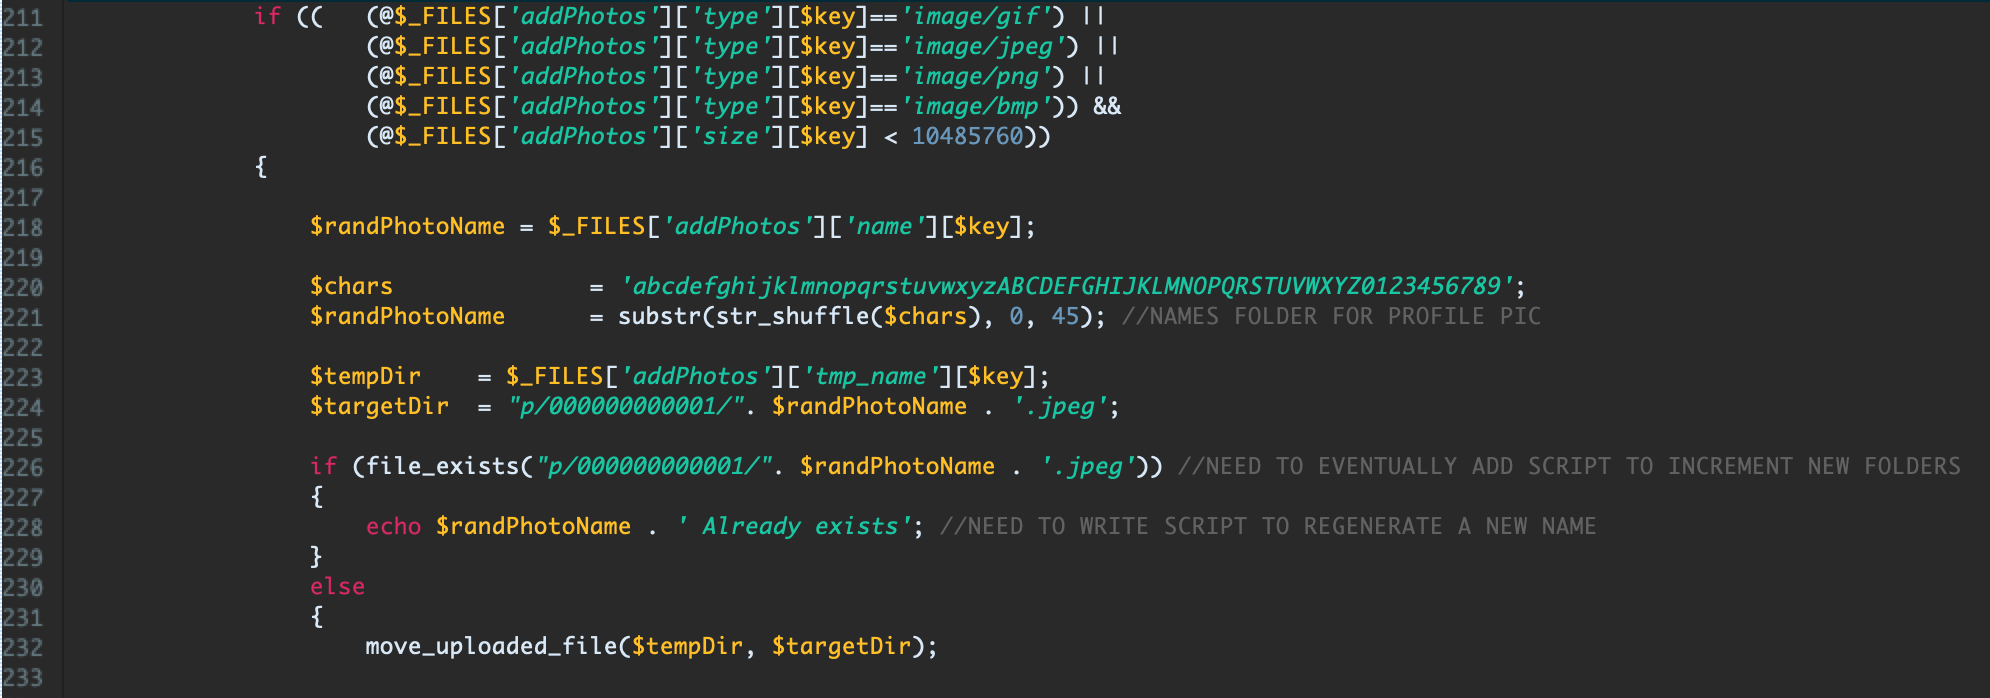 211 if (( (@$_FILES['addPhotos']['type'][$key]=='image/gif') ||
212 (@$_FILES['addPhotos']['type'][$key]=='image/jpeg') ||
213 (@$_FILES['addPhotos']['type'][$key]=='image/png') ||
214 (@$_FILES['addPhotos']['type'][$key]=='image/bmp')) &&
215 (@$_FILES['addPhotos']['size'][$key] < 10485760))
216 {
217
218 $randPhotoName = $_FILES['addPhotos']['name'][$key];
219
220 $chars = 'abcdefghijklmnopqrstuvwxyzABCDEFGHIJKLMNOPQRSTUVWXYZ0123456789';
221 $randPhotoName = substr(str_shuffle($chars), 0, 45); //NAMES FOLDER FOR PROFILE PIC
222
223 $tempDir = $_FILES['addPhotos']['tmp_name'][$key];
224 $targetDir = "p/000000000001/". $randPhotoName . '.jpeg';
225
226 if (file_exists("p/000000000001/". $randPhotoName . '.jpeg')) //NEED TO EVENTUALLY ADD SCRIPT TO INCREMENT NEW FOLDERS
227 {
228 echo $randPhotoName . ' Already exists'; //NEED TO WRITE SCRIPT TO REGENERATE A NEW NAME
229 }
230 else
231 {
232 move_uploaded_file($tempDir, $targetDir);
233